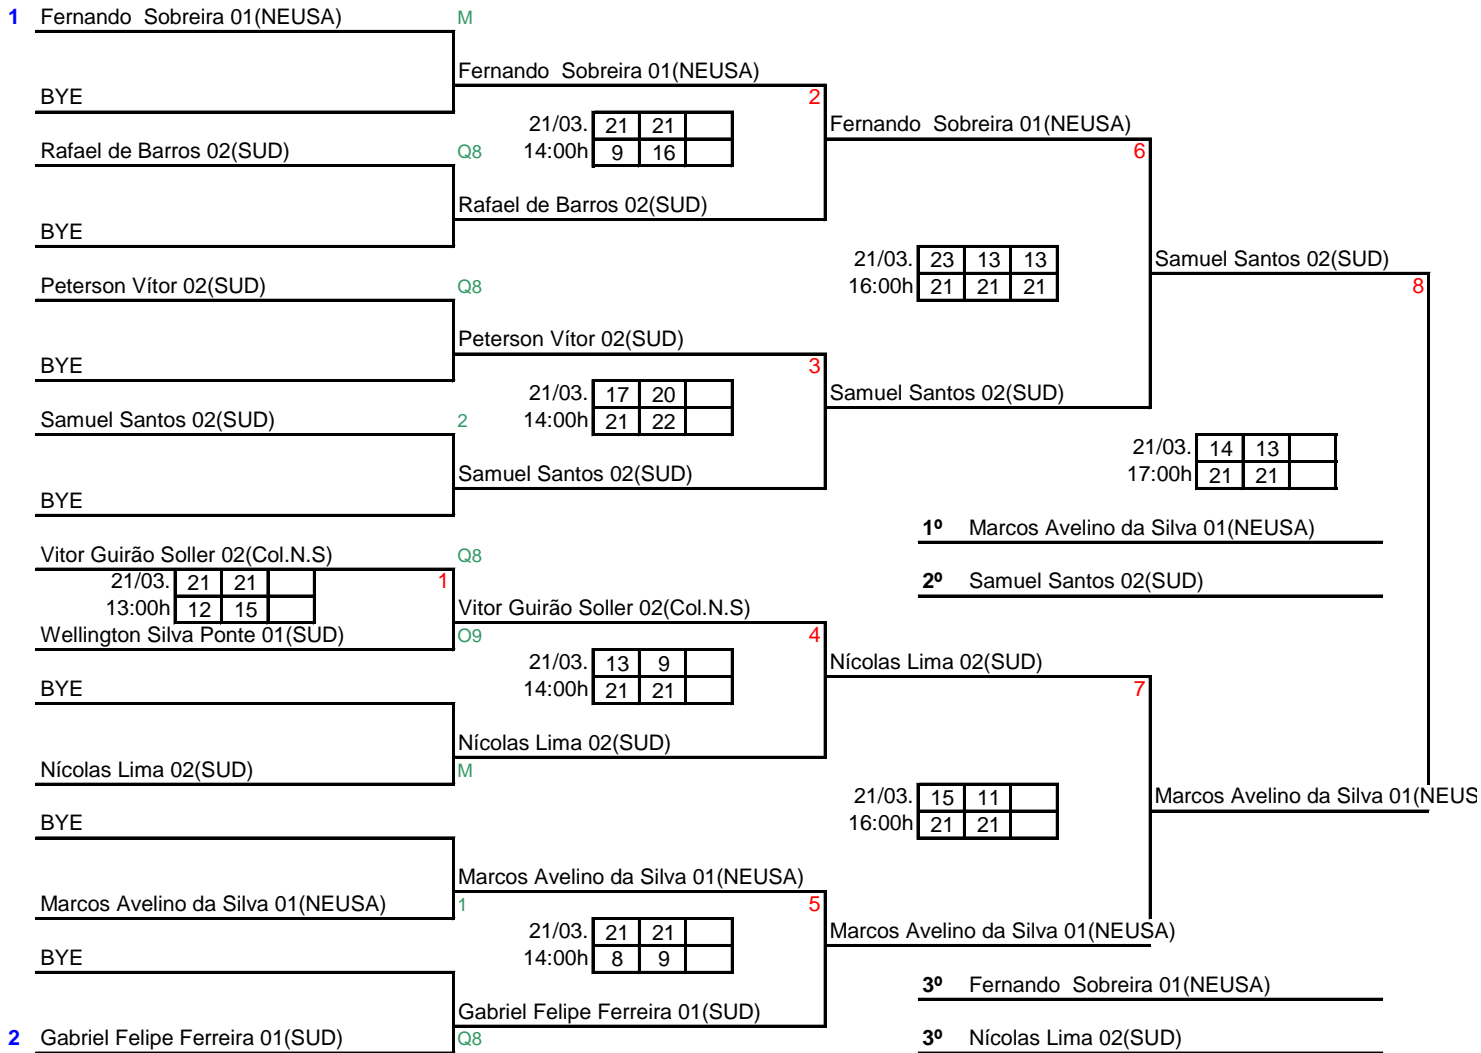 1 Fernando  Sobreira 01(NEUSA) M
Fernando  Sobreira 01(NEUSA)
BYE 2
21/03. 21 21 Fernando  Sobreira 01(NEUSA)
Rafael de Barros 02(SUD) Q8 14:00h 9 16 6
Rafael de Barros 02(SUD)
BYE
21/03. 23 13 13 Samuel Santos 02(SUD)
Peterson Vítor 02(SUD) Q8 16:00h 21 21 21 8
Peterson Vítor 02(SUD)
BYE 3
21/03. 17 20 Samuel Santos 02(SUD)
Samuel Santos 02(SUD) 2 14:00h 21 22
21/03. 14 13
Samuel Santos 02(SUD) 17:00h 21 21
BYE
1º Marcos Avelino da Silva 01(NEUSA)
Vitor Guirão Soller 02(Col.N.S) Q8
21/03. 21 21 1 2º Samuel Santos 02(SUD)
13:00h 12 15 Vitor Guirão Soller 02(Col.N.S)
Wellington Silva Ponte 01(SUD) O9 4
21/03. 13 9 Nícolas Lima 02(SUD)
BYE 14:00h 21 21 7
Nícolas Lima 02(SUD)
Nícolas Lima 02(SUD) M
21/03. 15 11 Marcos Avelino da Silva 01(NEUS
BYE 16:00h 21 21
Marcos Avelino da Silva 01(NEUSA)
Marcos Avelino da Silva 01(NEUSA) 1 5
21/03. 21 21 Marcos Avelino da Silva 01(NEUSA)
BYE 14:00h 8 9
3º Fernando  Sobreira 01(NEUSA)
Gabriel Felipe Ferreira 01(SUD)
2 Gabriel Felipe Ferreira 01(SUD) Q8 3º Nícolas Lima 02(SUD)